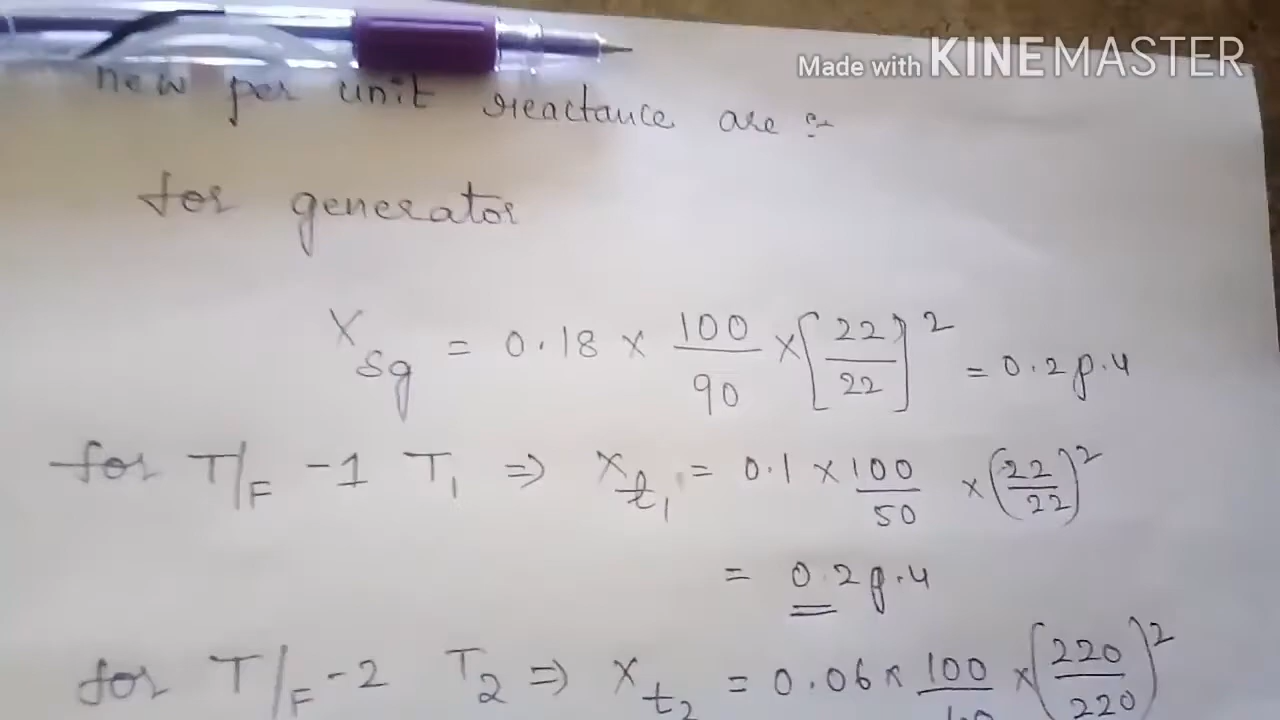 Made with KINEMASTER
new per unit reactance are :-
for generator
Xsg = 0.18 × 100/90 × [22/22]² = 0.2 p.u
for T/F -1 T₁ ⇒ Xt₁ = 0.1 × 100/50 × (22/22)²
= 0.2 p.u
for T/F -2 T₂ ⇒ Xt₂ = 0.06 × 100/ × (220/220)²